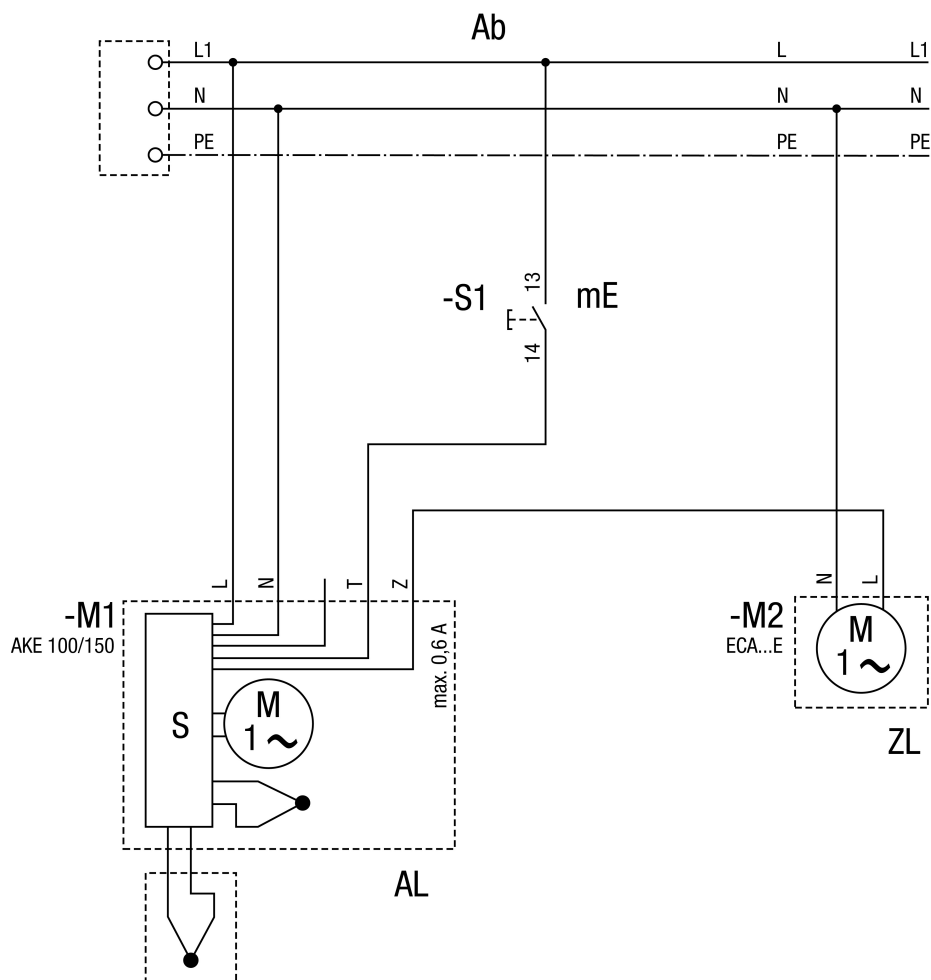 Ab
L1 L L1
N N N
PE PE PE
13
-S1 mE
14
L N T Z
N L
-M1
AKE 100/150
max. 0,6 A
-M2
ECA...E
M
1~
ZL
S
M
1~
AL